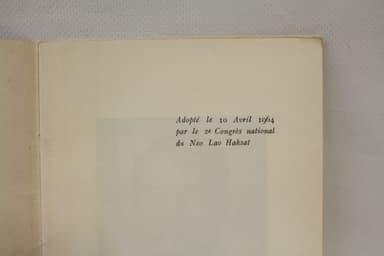 Adopté le 10 Avril 1964
par le 2e Congrès national
du Neo Lao Haksat